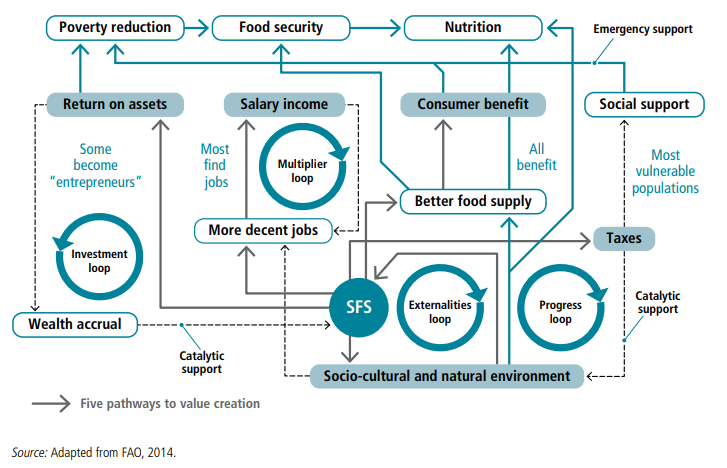 Poverty reduction
Food security
Nutrition
Emergency support
Return on assets
Salary income
Consumer benefit
Social support
Some
become
“entrepreneurs”
Most
find
jobs
Multiplier
loop
All
benefit
Most
vulnerable
populations
Better food supply
More decent jobs
Taxes
Investment
loop
SFS
Externalities
loop
Progress
loop
Catalytic
support
Wealth accrual
Catalytic
support
Socio-cultural and natural environment
Five pathways to value creation
Source: Adapted from FAO, 2014.